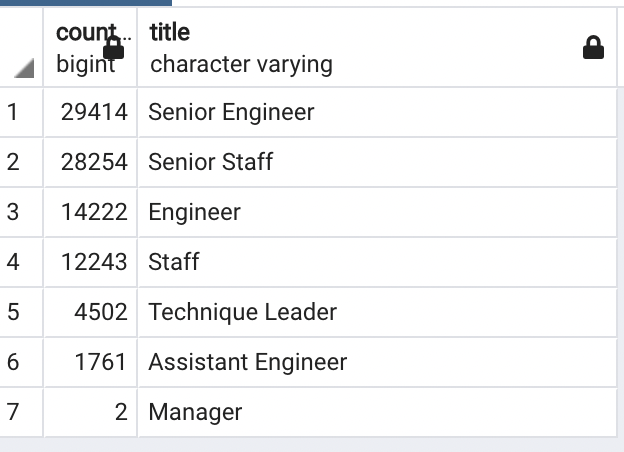 count... title
bigint character varying
1 29414 Senior Engineer
2 28254 Senior Staff
3 14222 Engineer
4 12243 Staff
5 4502 Technique Leader
6 1761 Assistant Engineer
7 2 Manager